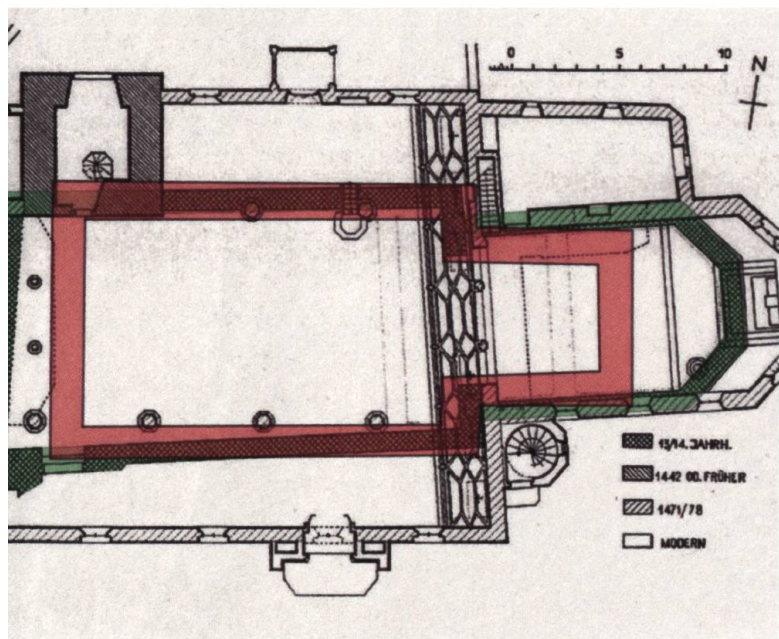 0 5 10
N
13/14. JAHRH.
1442 OD. FRÜHER
1471/78
MODERN